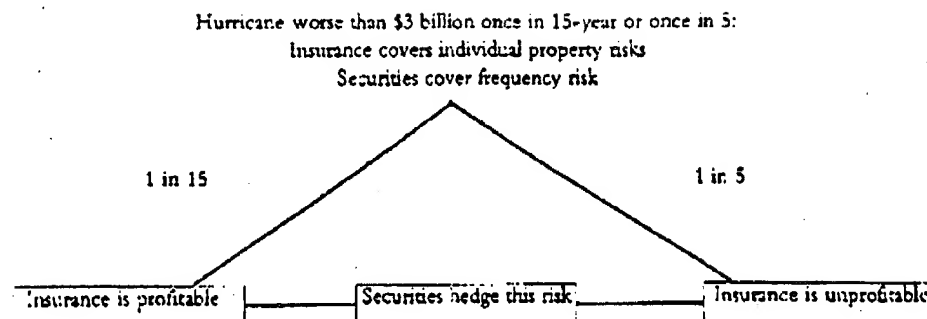 Hurricane worse than $3 billion once in 15-year or once in 5:
Insurance covers individual property risks
Securities cover frequency risk
1 in 15
1 in 5
Insurance is profitable
Securities hedge this risk
Insurance is unprofitable